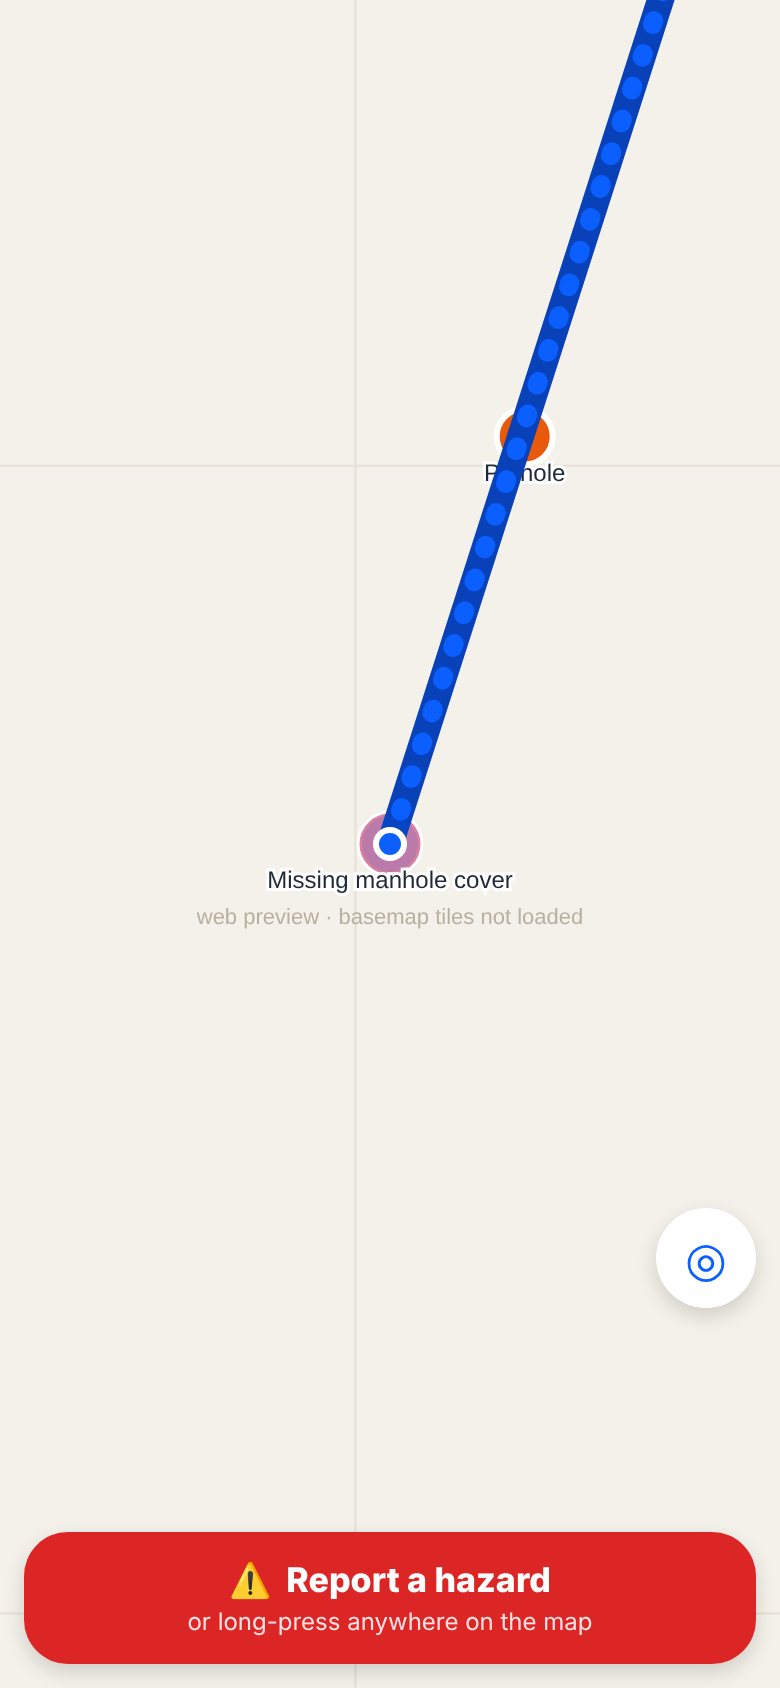 P hole
Missing manhole cover
web preview · basemap tiles not loaded
⚠️ Report a hazard
or long-press anywhere on the map